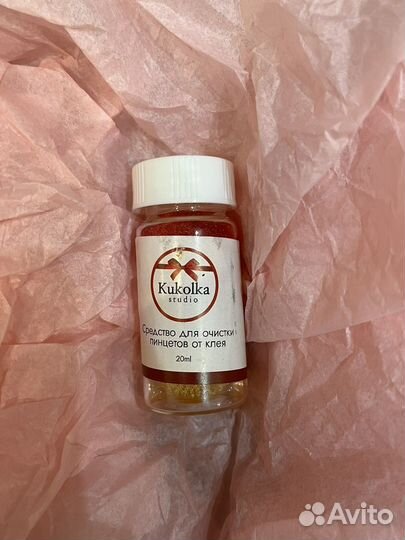 Kukolka
studio
Средство для очистки
пинцетов от клея
20ml
Avito